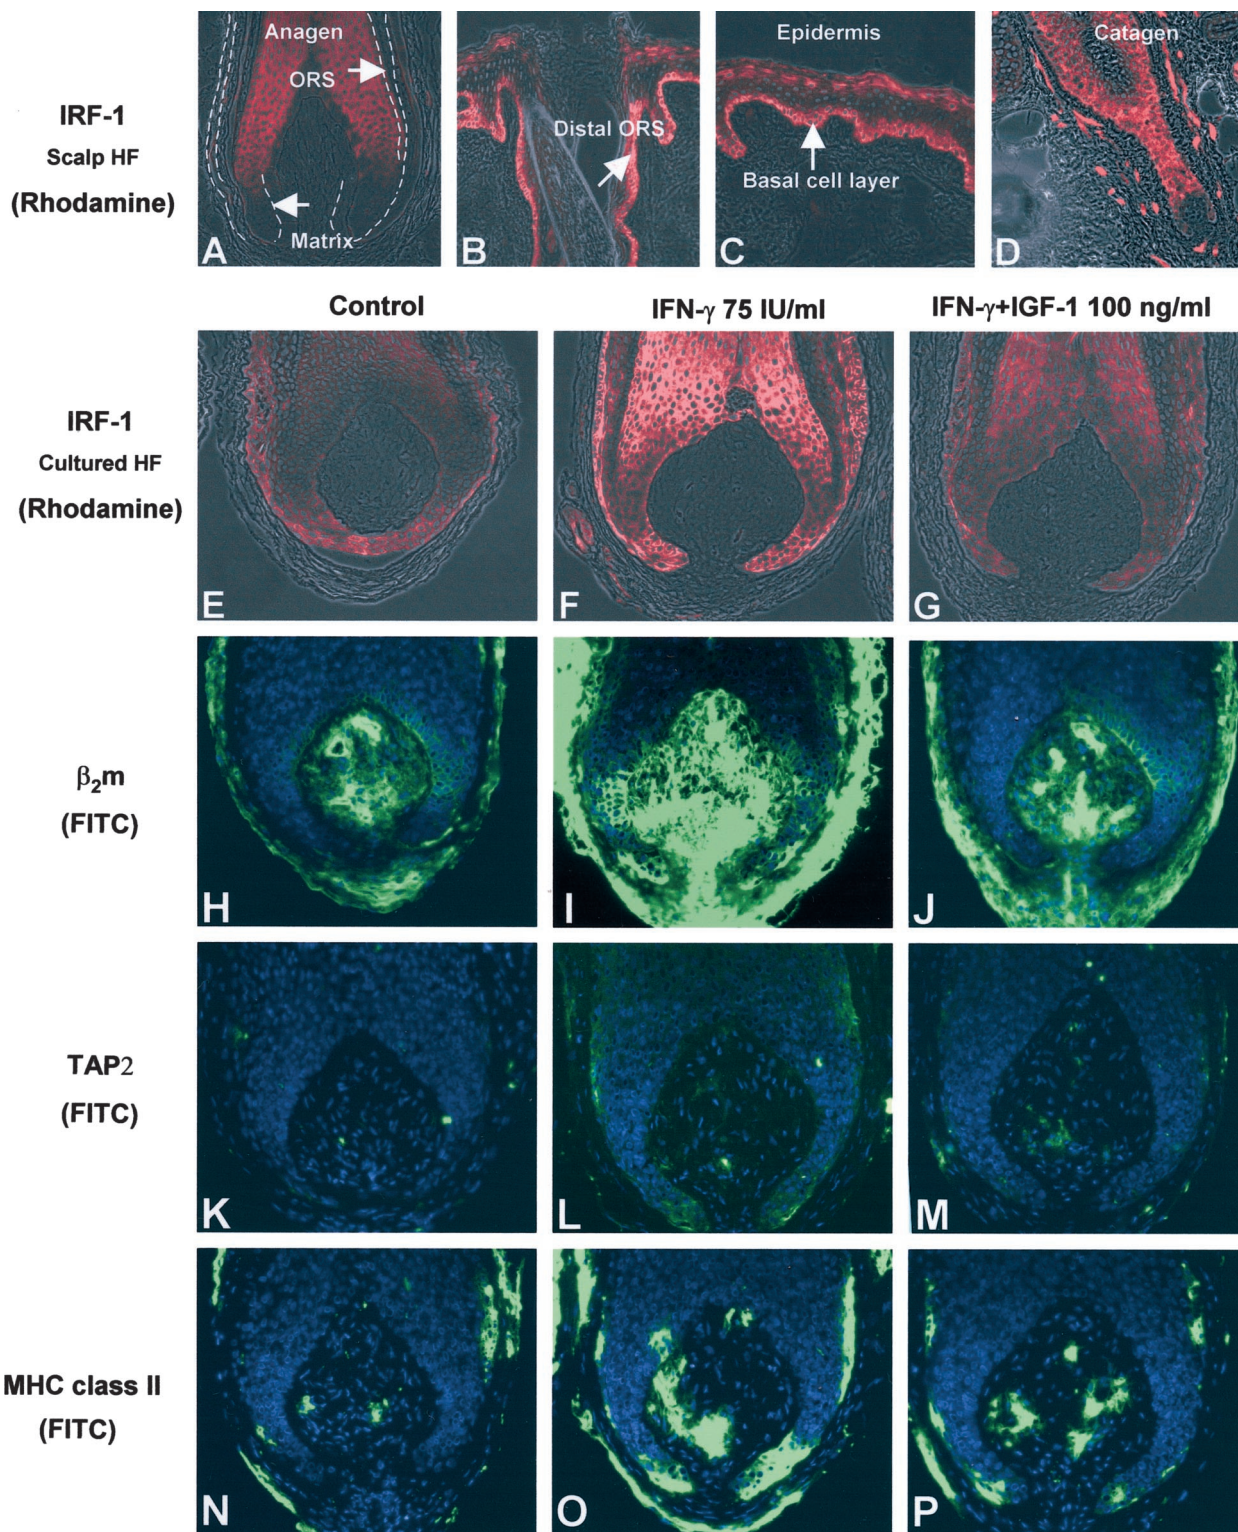 IRF-1
Scalp HF
(Rhodamine)
Anagen
ORS
Matrix
A
Distal ORS
B
Epidermis
Basal cell layer
C
Catagen
D
Control
IFN-γ 75 IU/ml
IFN-γ+IGF-1 100 ng/ml
IRF-1
Cultured HF
(Rhodamine)
E
F
G
β₂m
(FITC)
H
I
J
TAP2
(FITC)
K
L
M
MHC class II
(FITC)
N
O
P